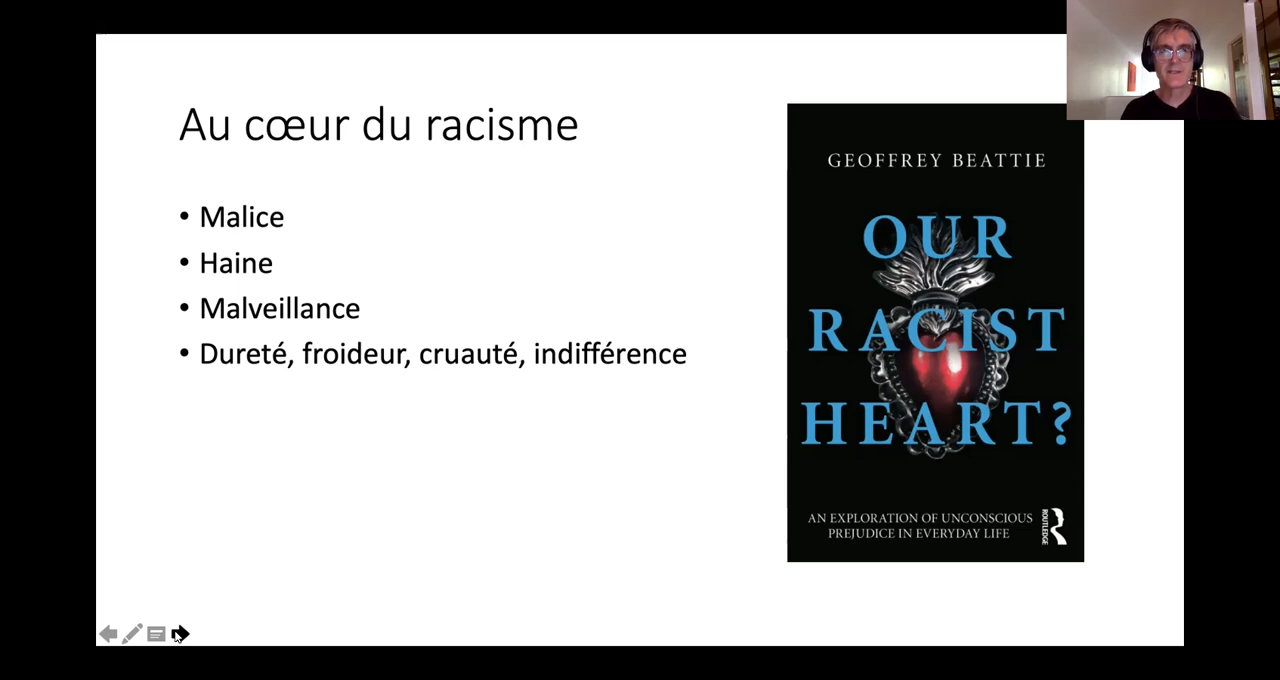 Au cœur du racisme
• Malice
• Haine
• Malveillance
• Dureté, froideur, cruauté, indifférence
GEOFFREY BEATTIE
OUR
RACIST
HEART?
AN EXPLORATION OF UNCONSCIOUS
PREJUDICE IN EVERYDAY LIFE
ROUTLEDGE